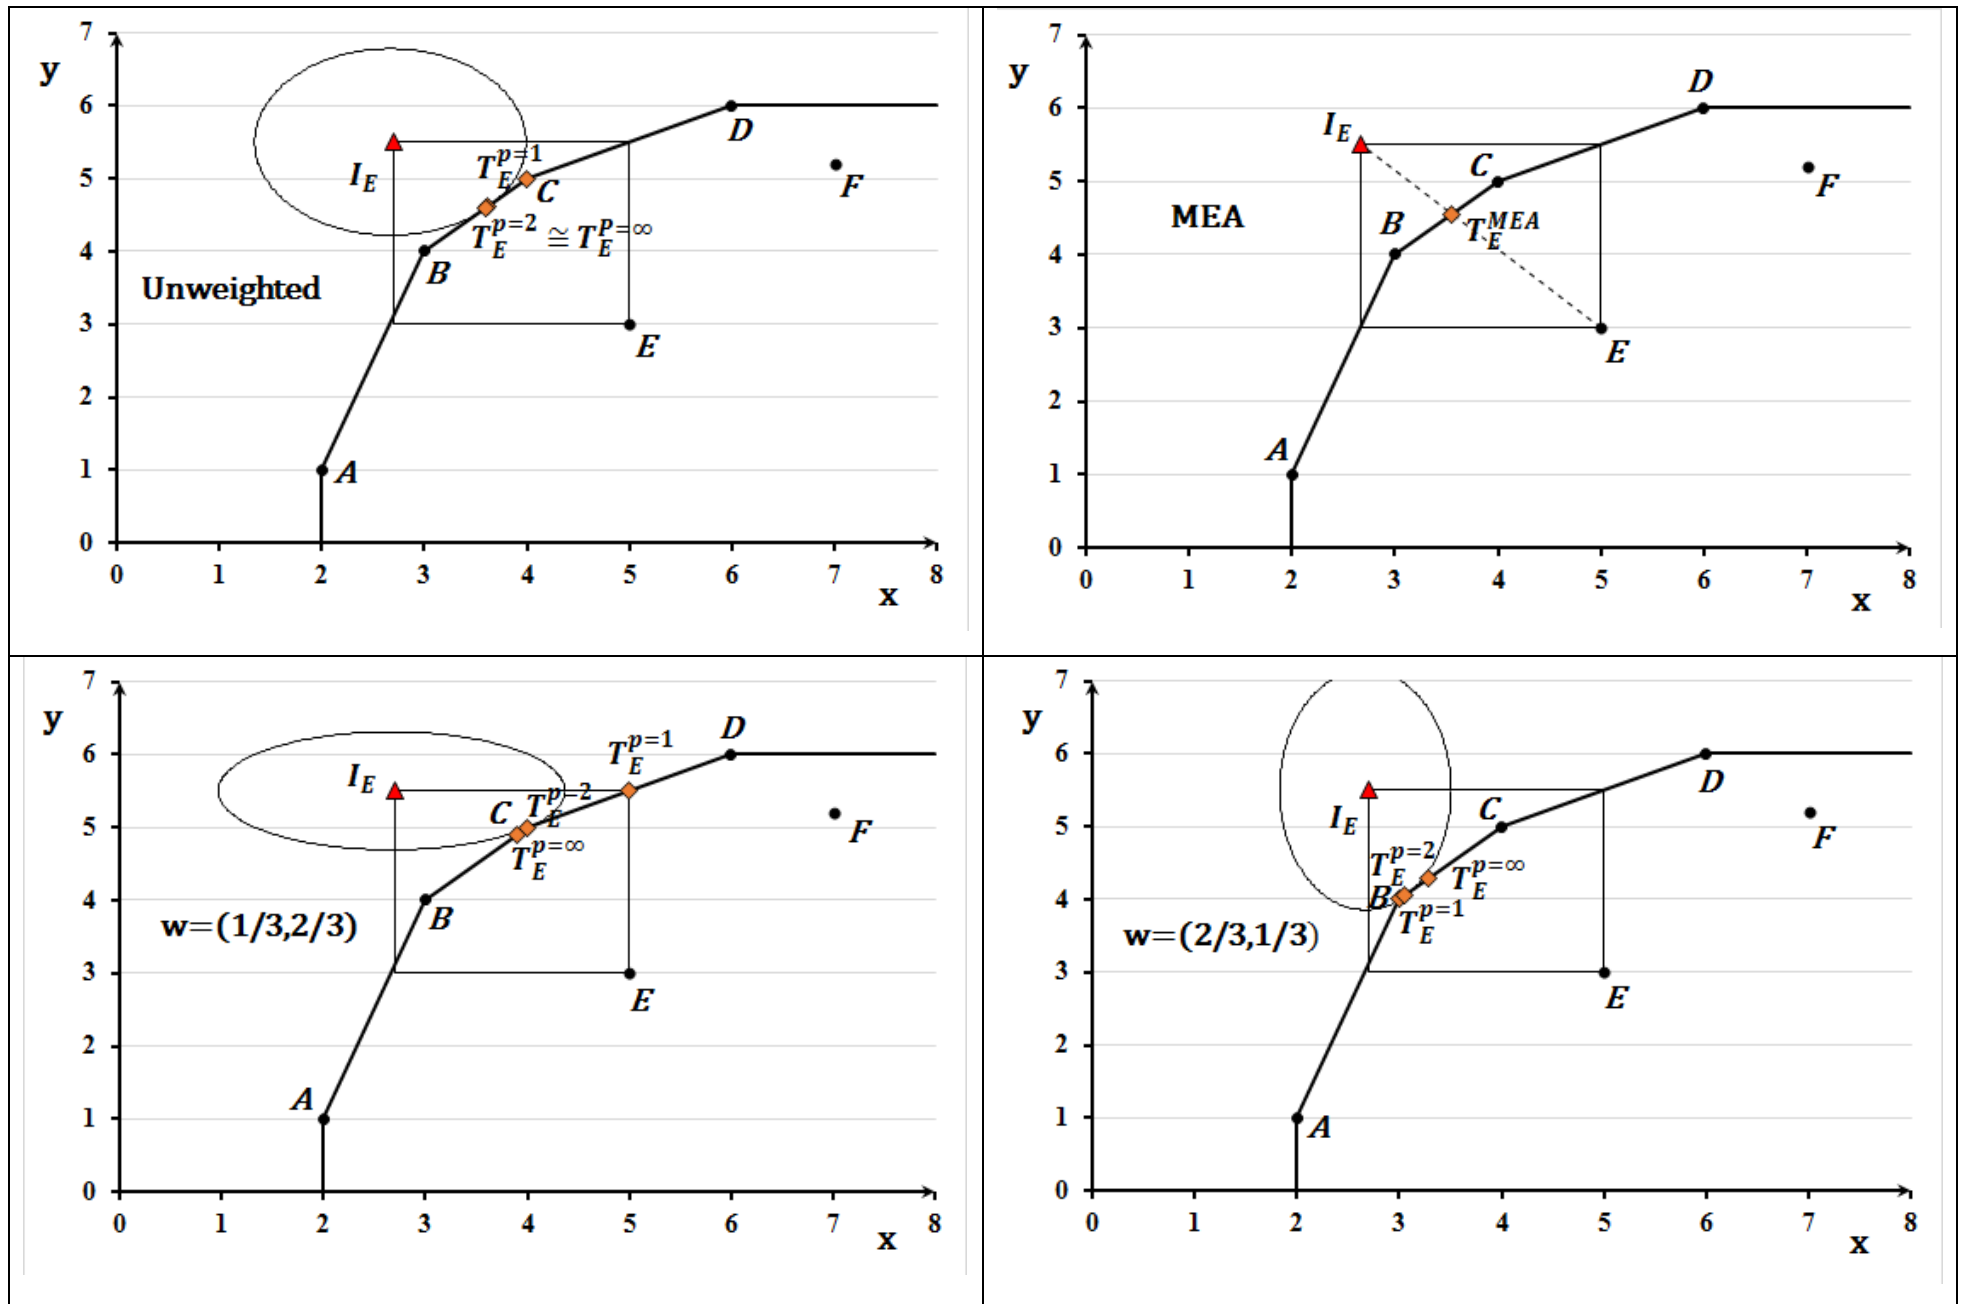 7
y
6
D
T_E^{p=1}
I_E
5
C
F
T_E^{p=2} ≅ T_E^{P=∞}
4
B
Unweighted
3
E
2
1
A
0
0 1 2 3 4 5 6 7 8
x
7
y
D
6
I_E
C
5
F
MEA
B
T_E^{MEA}
4
3
E
2
A
1
0
0 1 2 3 4 5 6 7 8
x
7
y
D
T_E^{p=1}
6
I_E
C
T_E^{p=2}
5
F
T_E^{p=∞}
4
B
w=(1/3,2/3)
3
E
2
A
1
0
0 1 2 3 4 5 6 7 8
x
7
y
6
D
I_E
C
5
F
T_E^{p=2}
T_E^{p=∞}
4
B
T_E^{p=1}
w=(2/3,1/3)
3
E
2
1
A
0
0 1 2 3 4 5 6 7 8
x